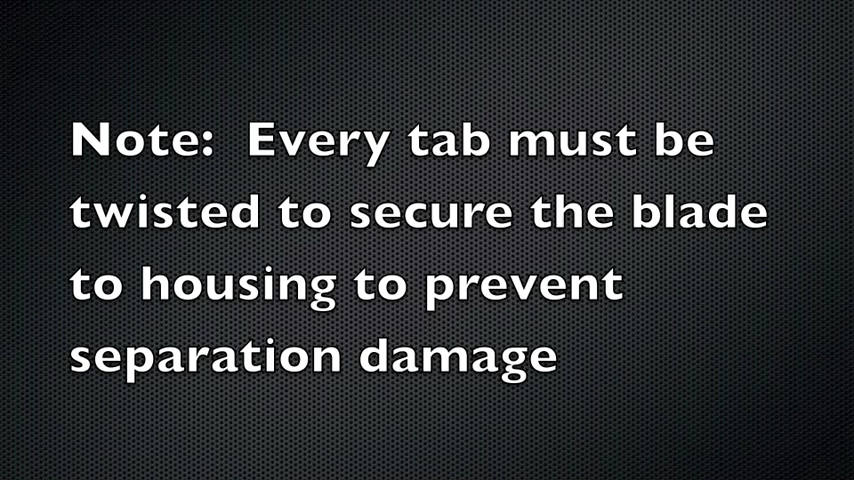 Note:  Every tab must be
twisted to secure the blade
to housing to prevent
separation damage